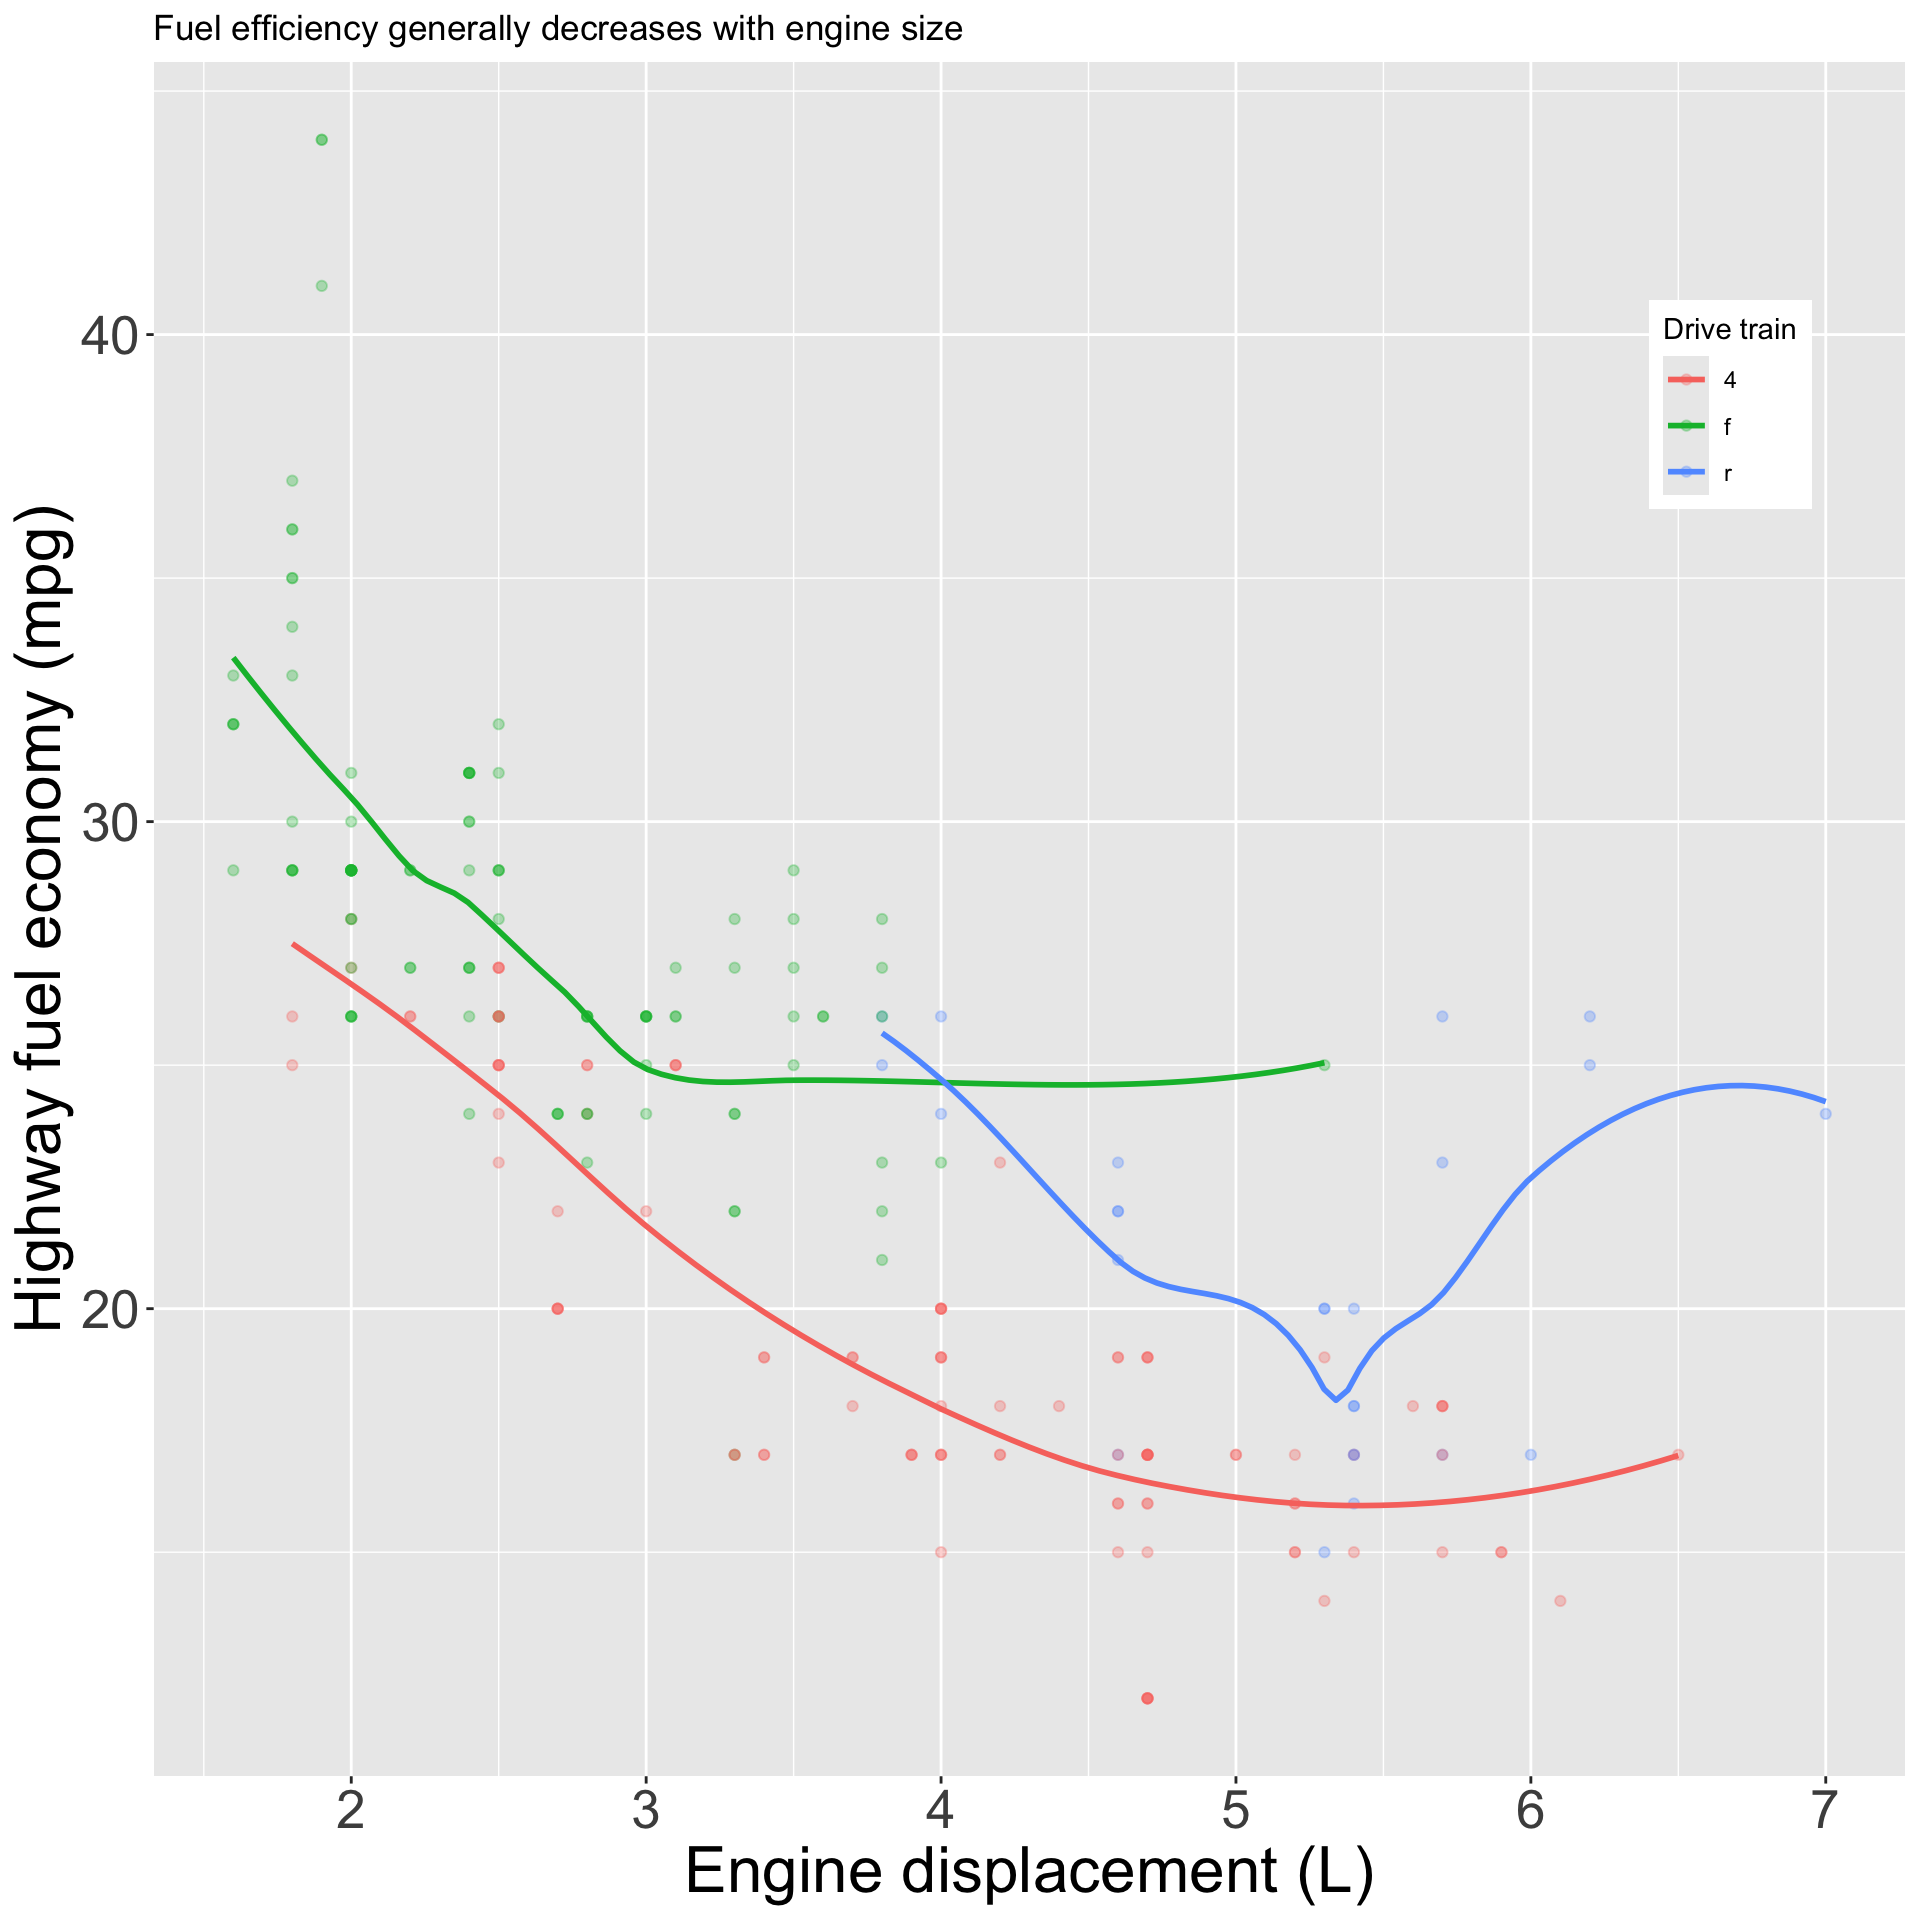 Fuel efficiency generally decreases with engine size
Highway fuel economy (mpg)
40
30
20
Drive train
4
f
r
2 3 4 5 6 7
Engine displacement (L)